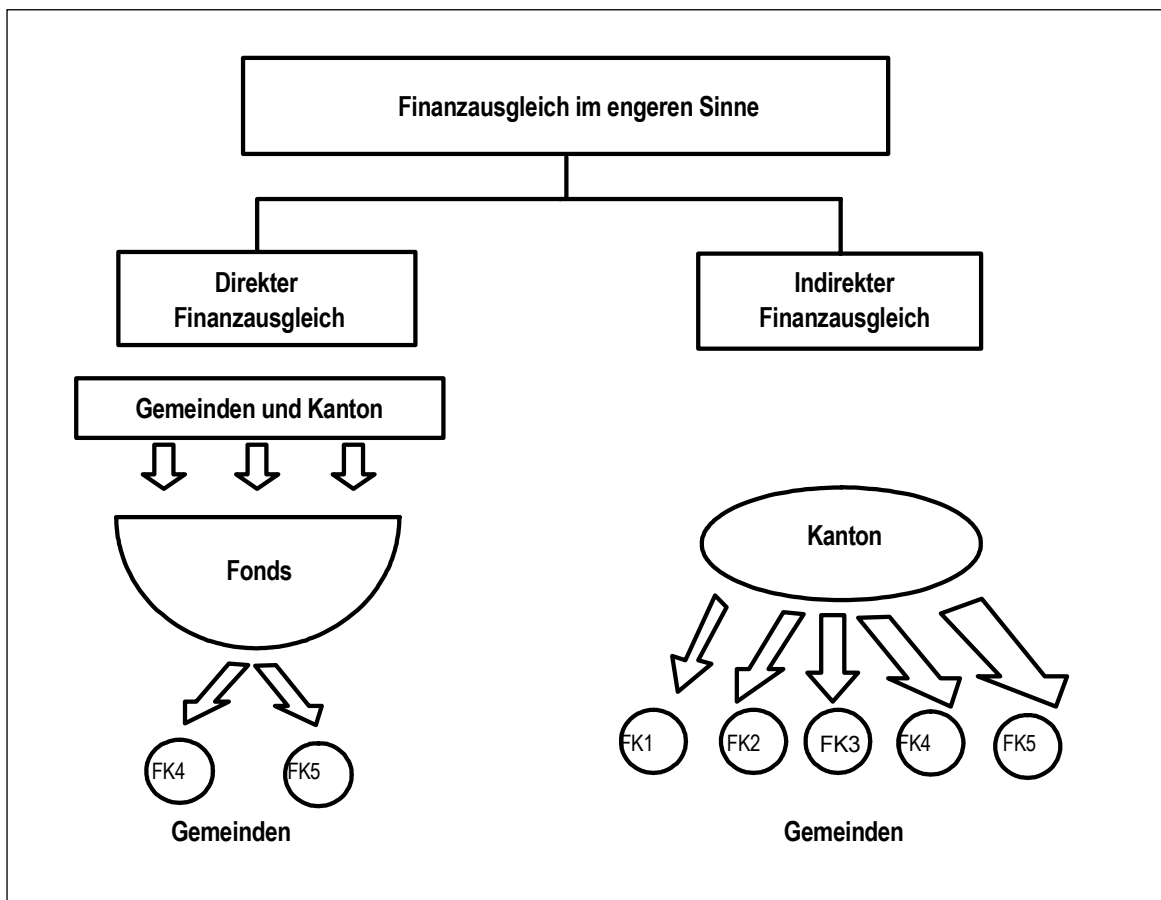 Finanzausgleich im engeren Sinne
Direkter
Finanzausgleich
Indirekter
Finanzausgleich
Gemeinden und Kanton
Fonds
Kanton
FK4
FK5
Gemeinden
FK1
FK2
FK3
FK4
FK5
Gemeinden